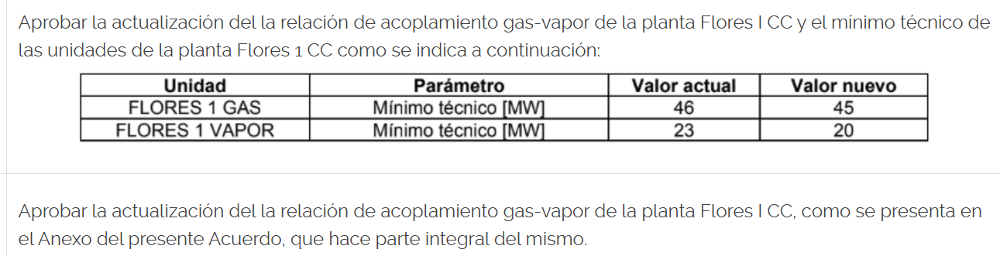 Aprobar la actualización del la relación de acoplamiento gas-vapor de la planta Flores I CC y el mínimo técnico de
las unidades de la planta Flores 1 CC como se indica a continuación:
Unidad Parámetro Valor actual Valor nuevo
FLORES 1 GAS Mínimo técnico [MW] 46 45
FLORES 1 VAPOR Mínimo técnico [MW] 23 20
Aprobar la actualización del la relación de acoplamiento gas-vapor de la planta Flores I CC, como se presenta en
el Anexo del presente Acuerdo, que hace parte integral del mismo.